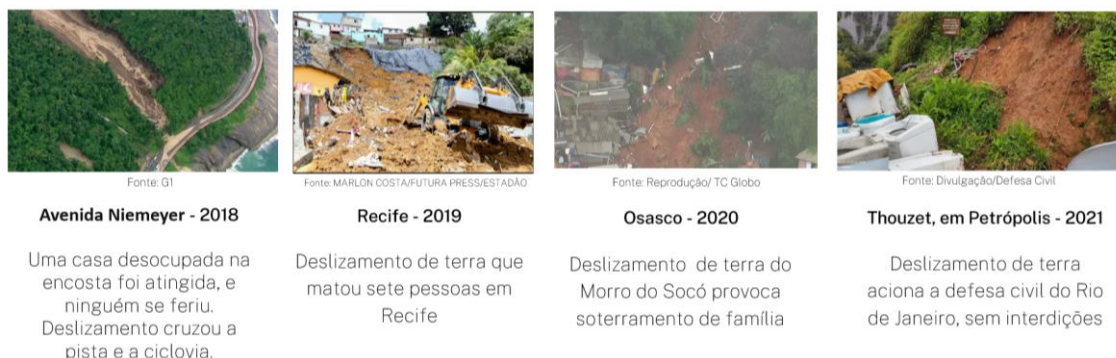 Fonte: G1
Avenida Niemeyer - 2018
Uma casa desocupada na
encosta foi atingida, e
ninguém se feriu.
Deslizamento cruzou a
pista e a ciclovia.
Fonte: MARLON COSTA/FUTURA PRESS/ESTADÃO
Recife - 2019
Deslizamento de terra que
matou sete pessoas em
Recife
Fonte: Reprodução/ TC Globo
Osasco - 2020
Deslizamento de terra do
Morro do Socó provoca
soterramento de família
Fonte: Divulgação/Defesa Civil
Thouzet, em Petrópolis - 2021
Deslizamento de terra
aciona a defesa civil do Rio
de Janeiro, sem interdições